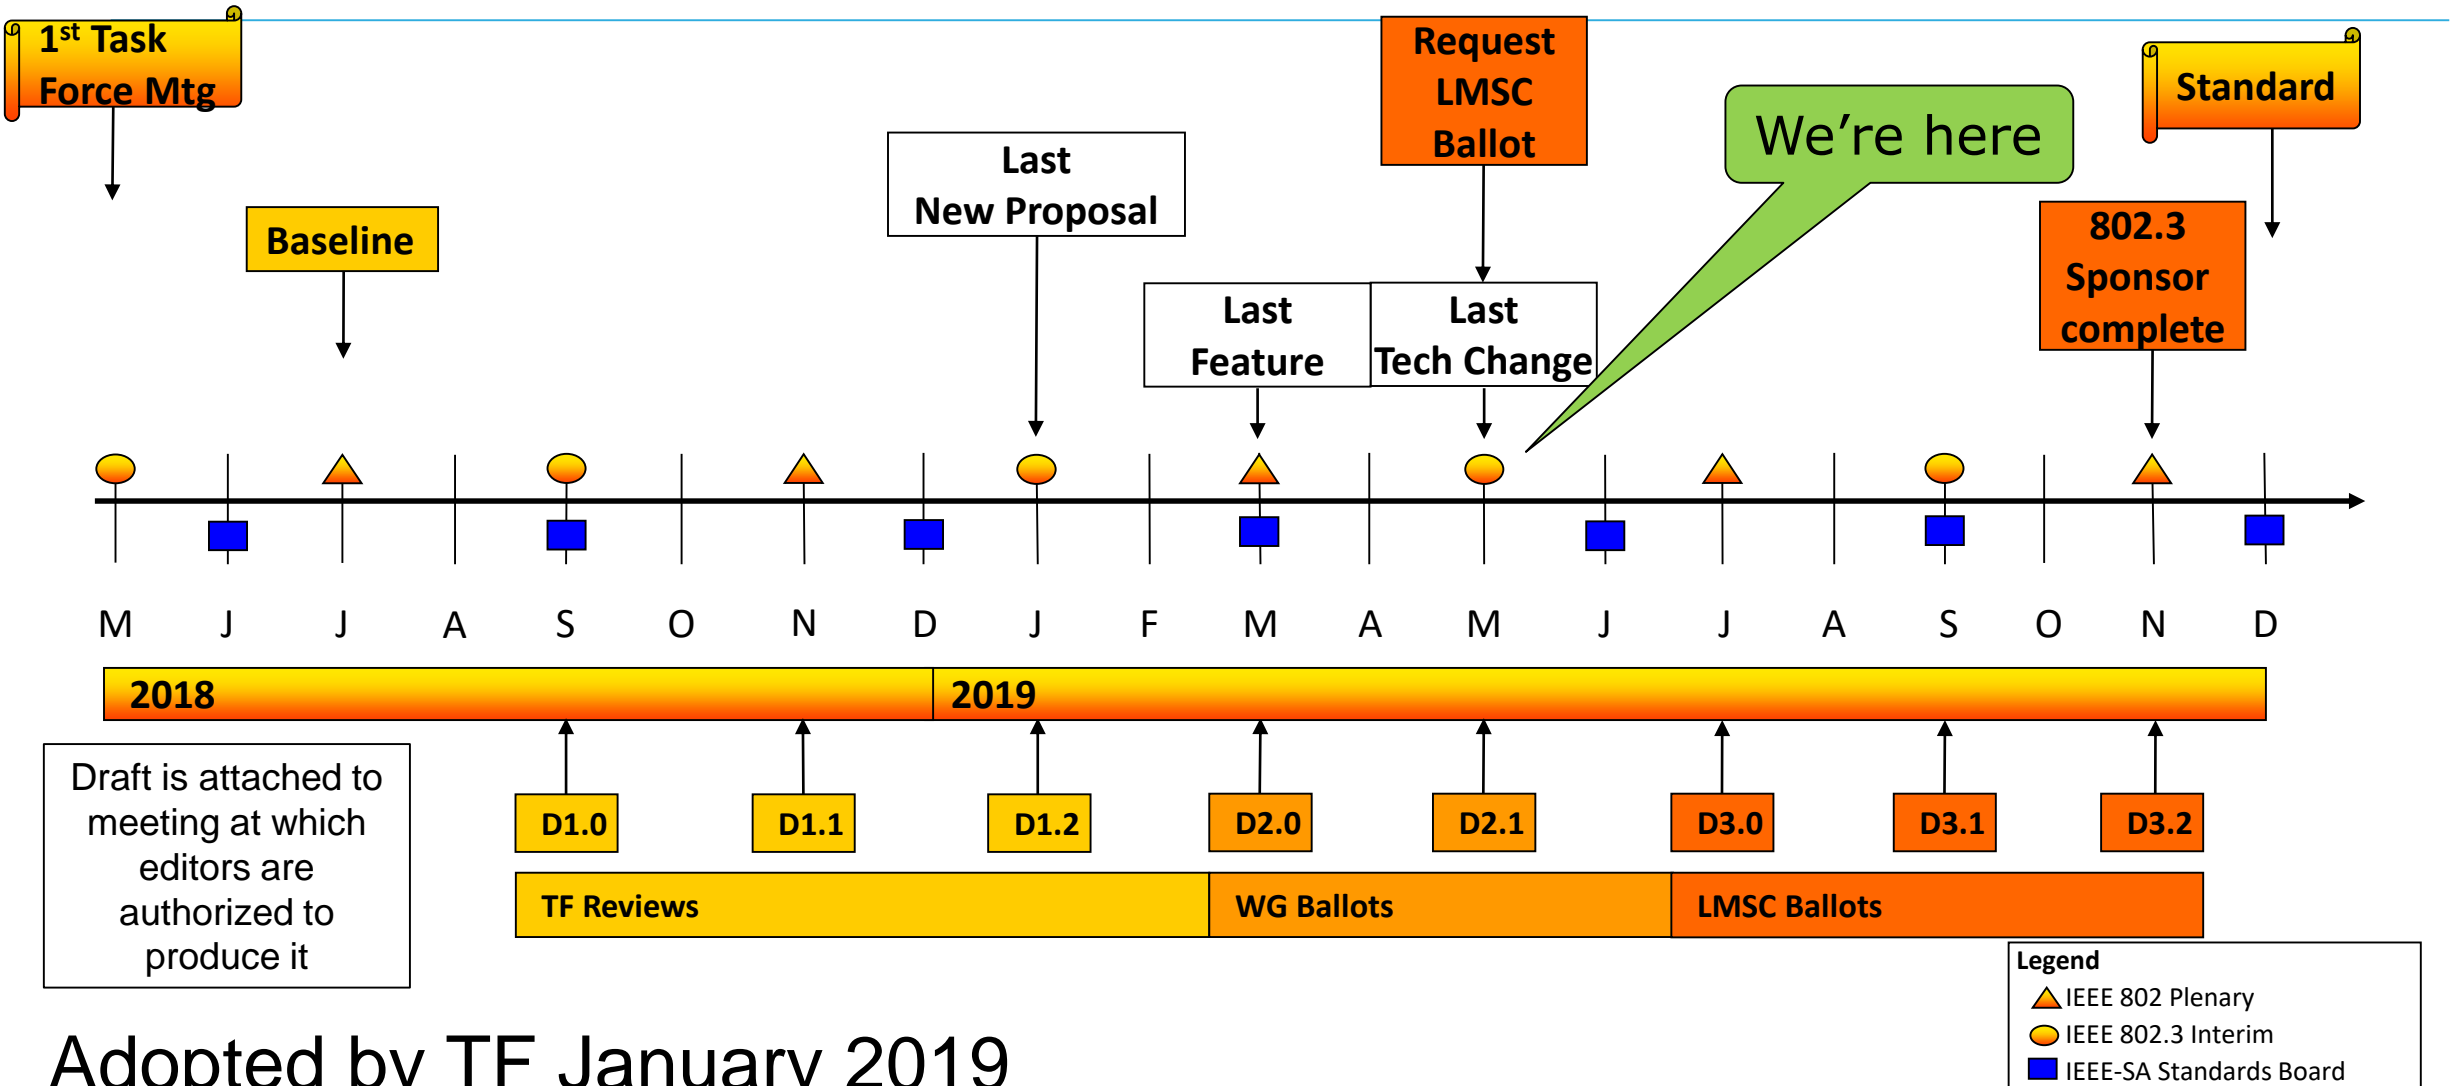 1st Task
Force Mtg
Request
LMSC
Ballot
We’re here
Standard
Last
New Proposal
Baseline
802.3
Sponsor
complete
Last
Feature
Last
Tech Change
M J J A S O N D J F M A M J J A S O N D
2018 2019
Draft is attached to
meeting at which
editors are
authorized to
produce it
D1.0 D1.1 D1.2 D2.0 D2.1 D3.0 D3.1 D3.2
TF Reviews WG Ballots LMSC Ballots
Legend
IEEE 802 Plenary
IEEE 802.3 Interim
IEEE-SA Standards Board
Adopted by TF January 2019